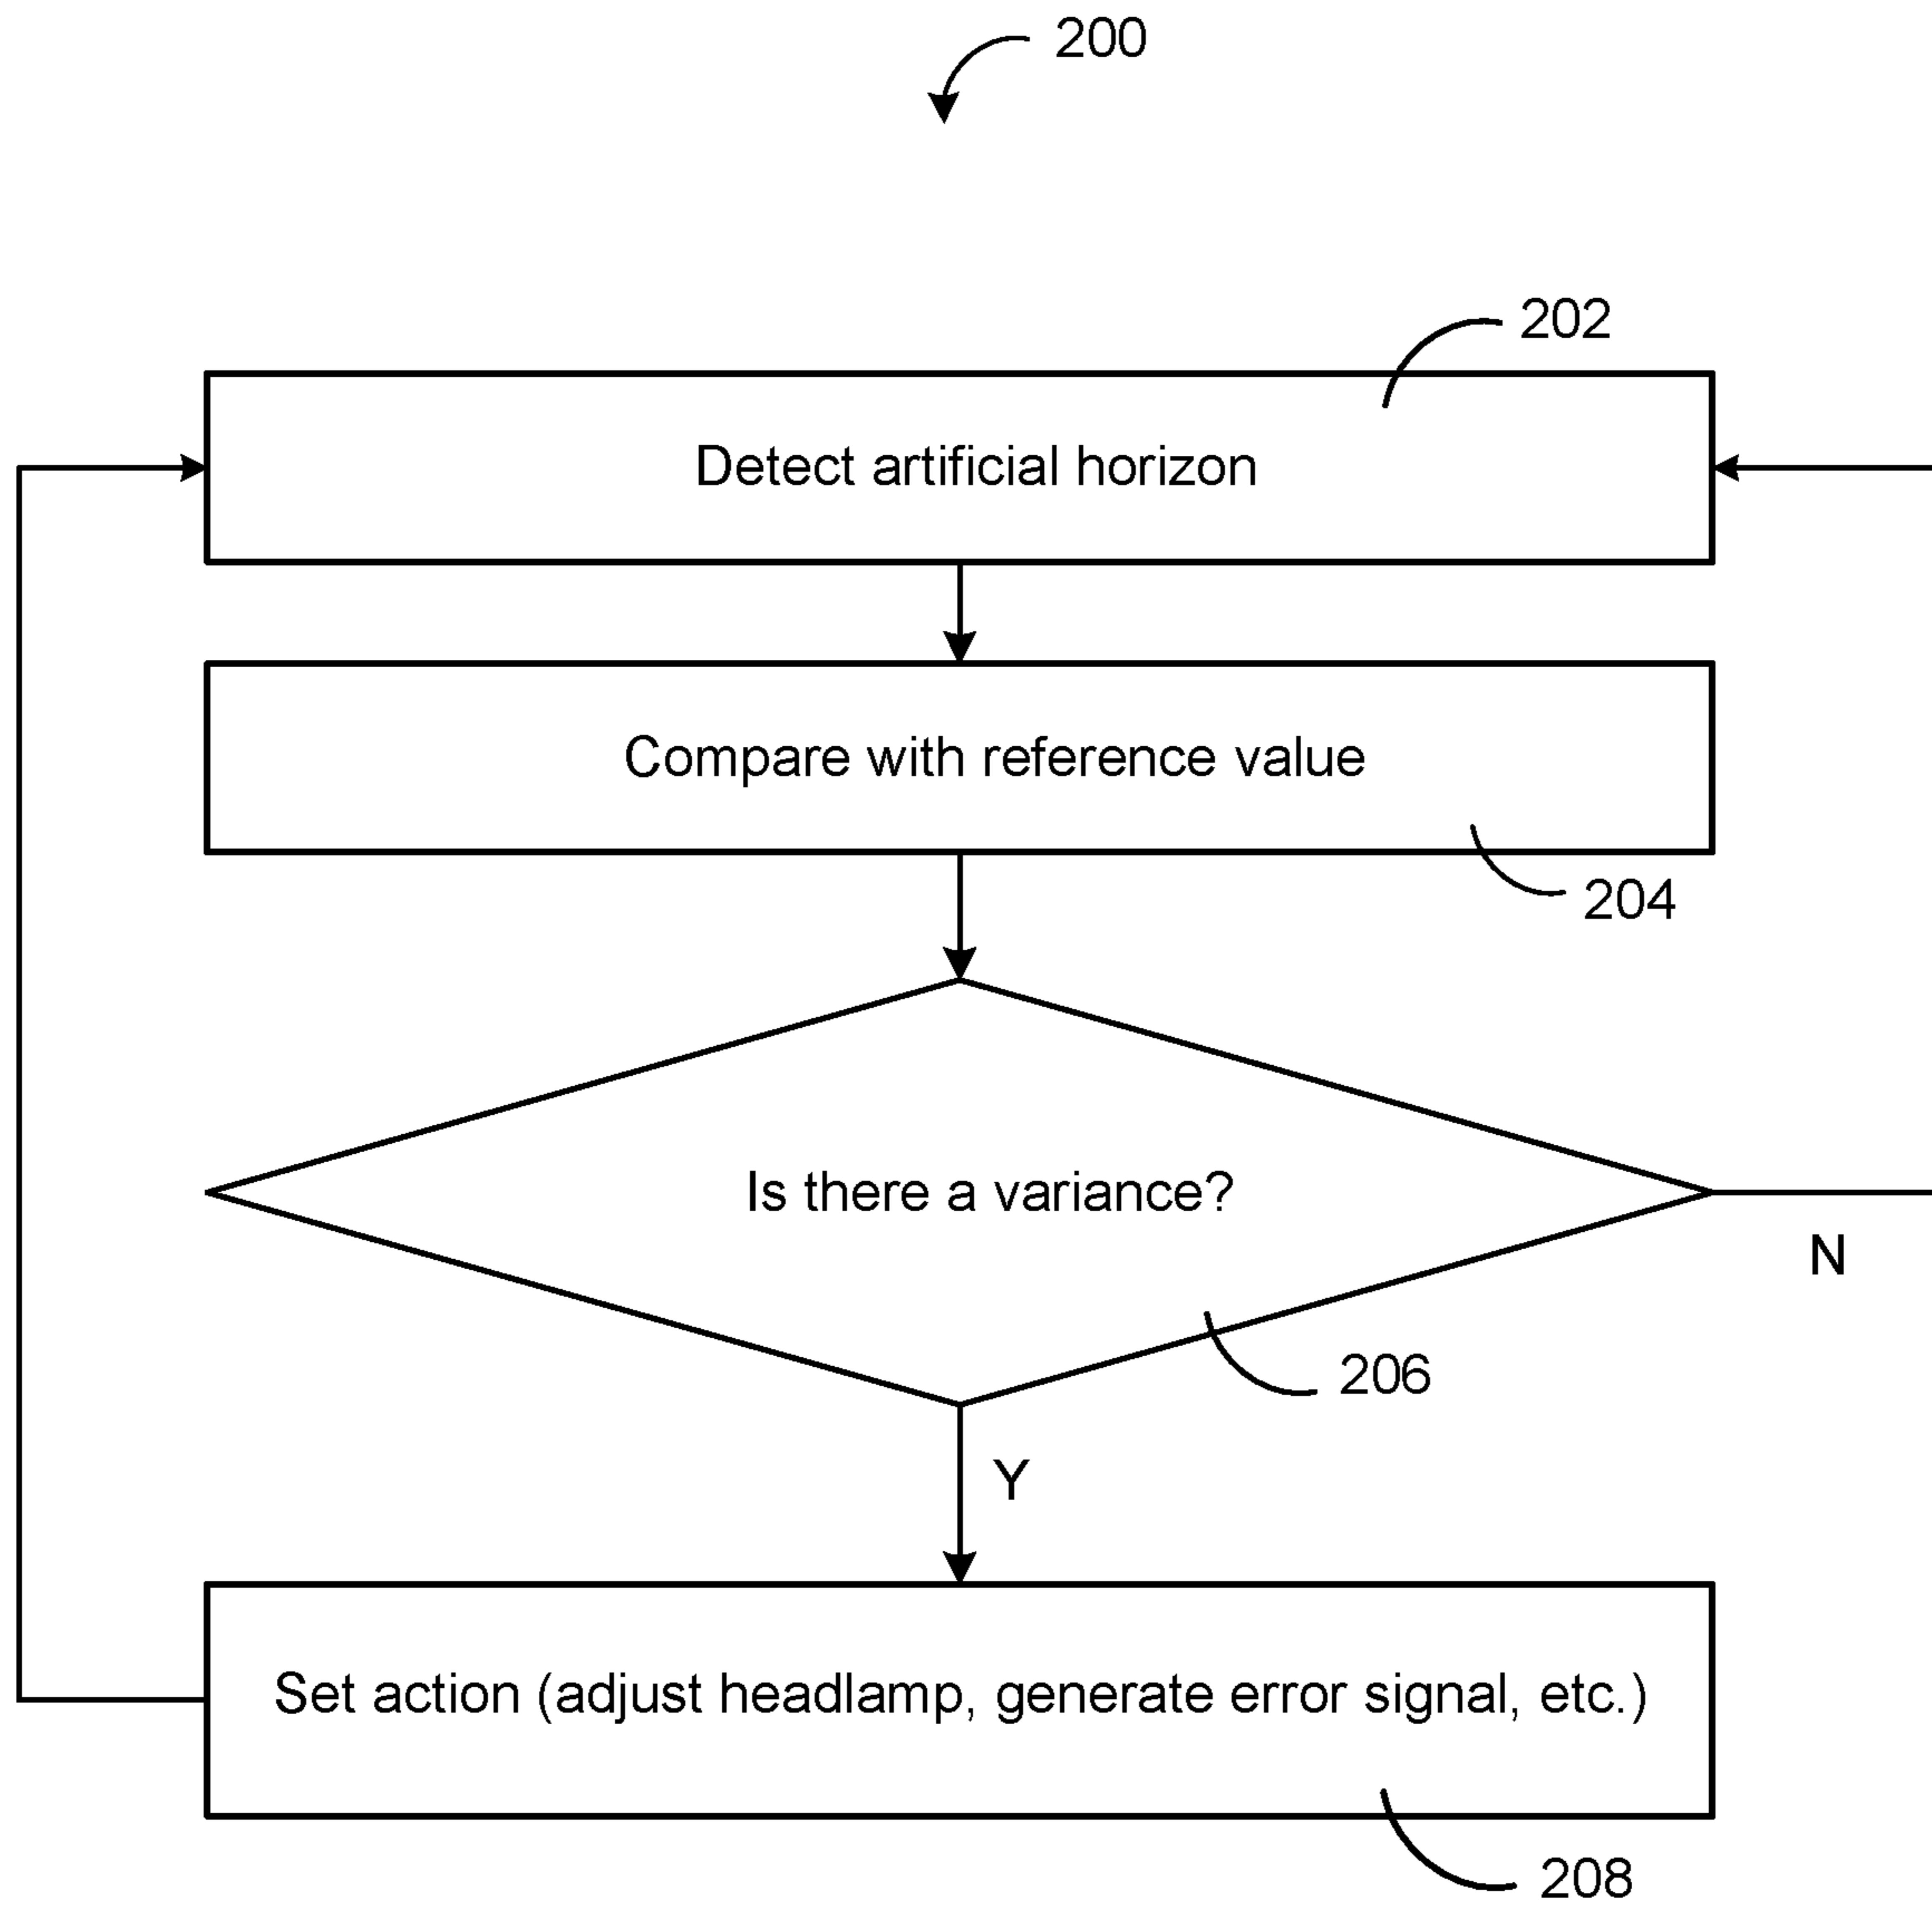 200
202
Detect artificial horizon
Compare with reference value
204
Is there a variance?
N
206
Y
Set action (adjust headlamp, generate error signal, etc.)
208